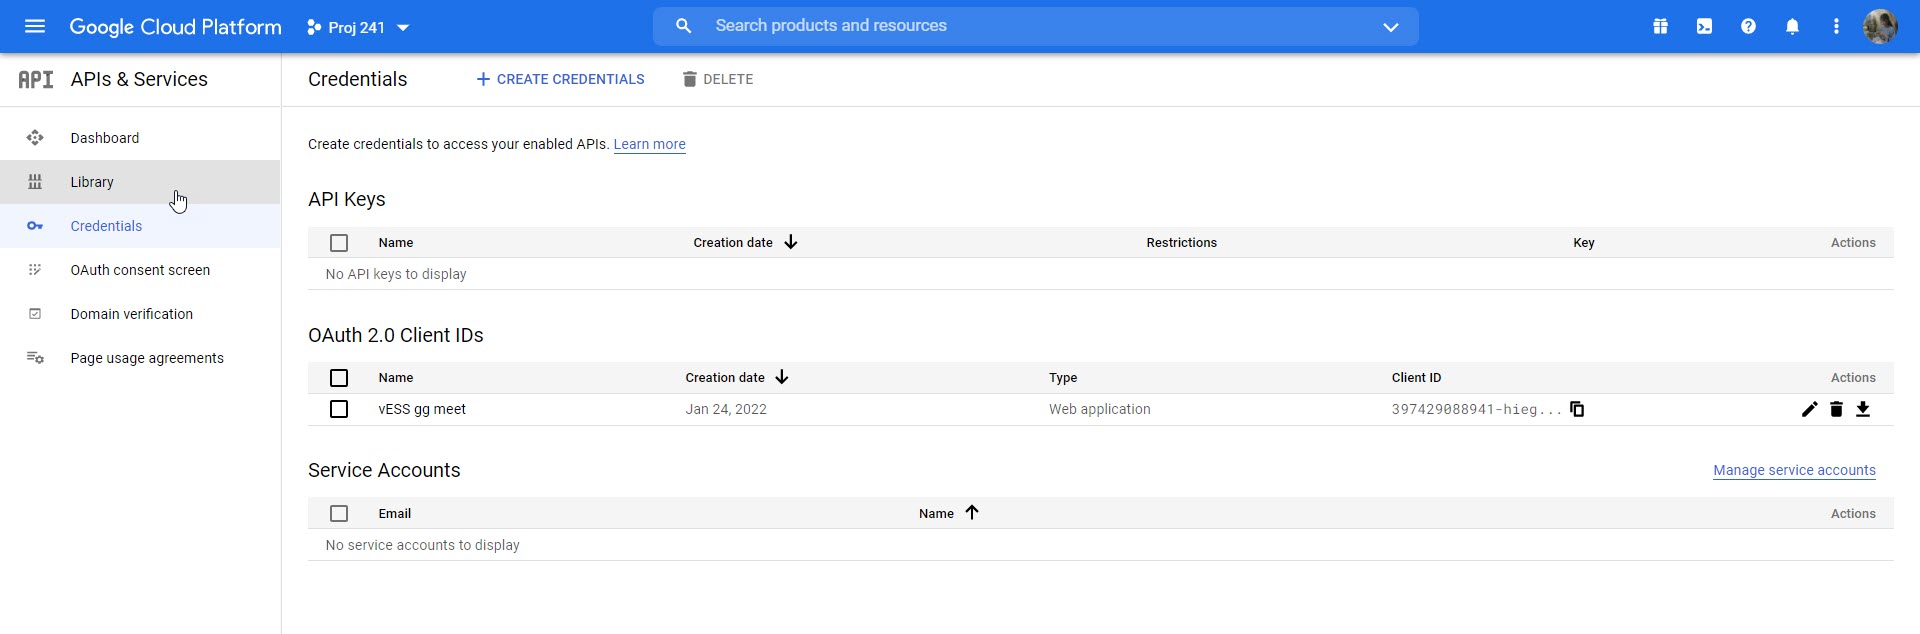 Google Cloud Platform Proj 241 Search products and resources
API APIs & Services
Credentials CREATE CREDENTIALS DELETE
Dashboard
Library
Credentials
OAuth consent screen
Domain verification
Page usage agreements
Create credentials to access your enabled APIs. Learn more
API Keys
Name Creation date Restrictions Key Actions
No API keys to display
OAuth 2.0 Client IDs
Name Creation date Type Client ID Actions
vESS gg meet Jan 24, 2022 Web application 397429088941-hieg...
Service Accounts Manage service accounts
Email Name Actions
No service accounts to display